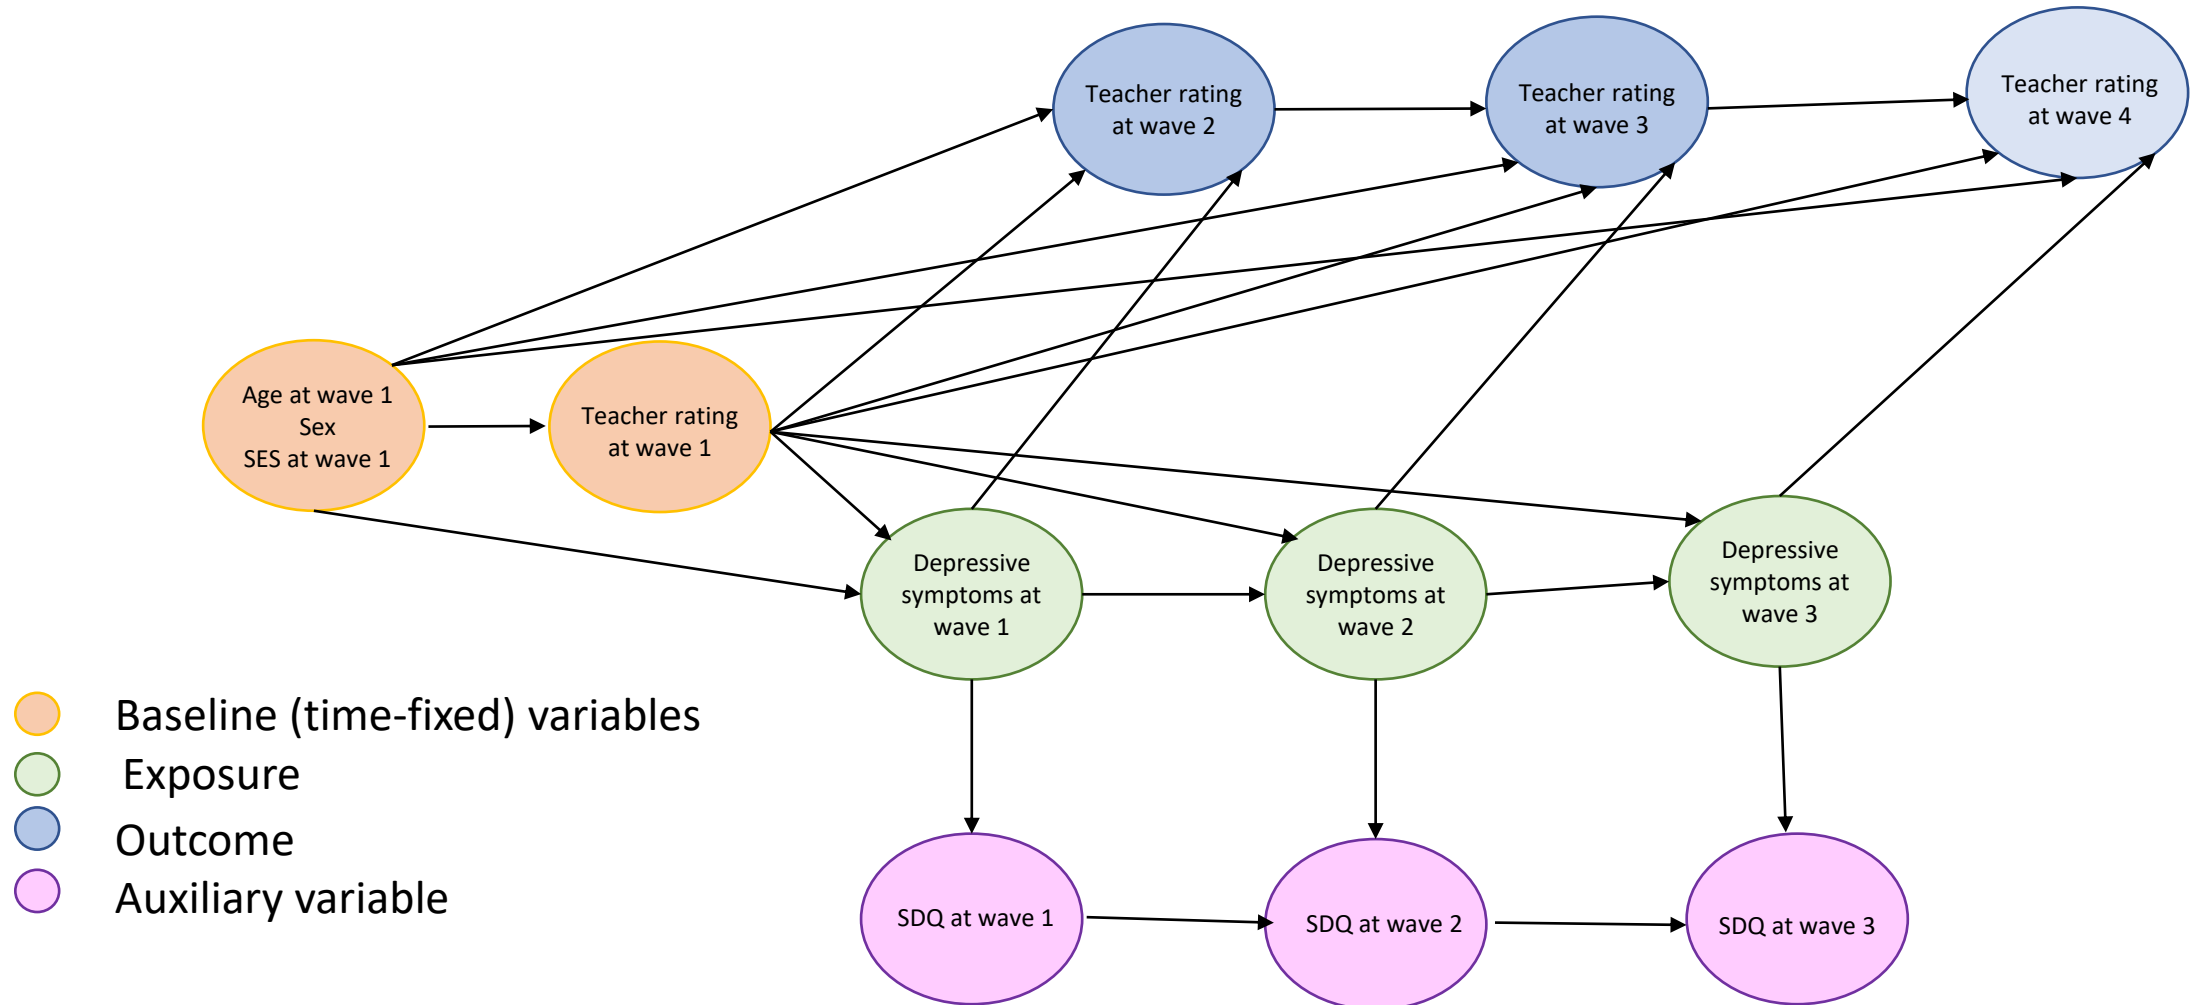 Teacher rating
at wave 2
Teacher rating
at wave 3
Teacher rating
at wave 4
Age at wave 1
Sex
SES at wave 1
Teacher rating
at wave 1
Depressive
symptoms at
wave 1
Depressive
symptoms at
wave 2
Depressive
symptoms at
wave 3
Baseline (time-fixed) variables
Exposure
Outcome
Auxiliary variable
SDQ at wave 1
SDQ at wave 2
SDQ at wave 3